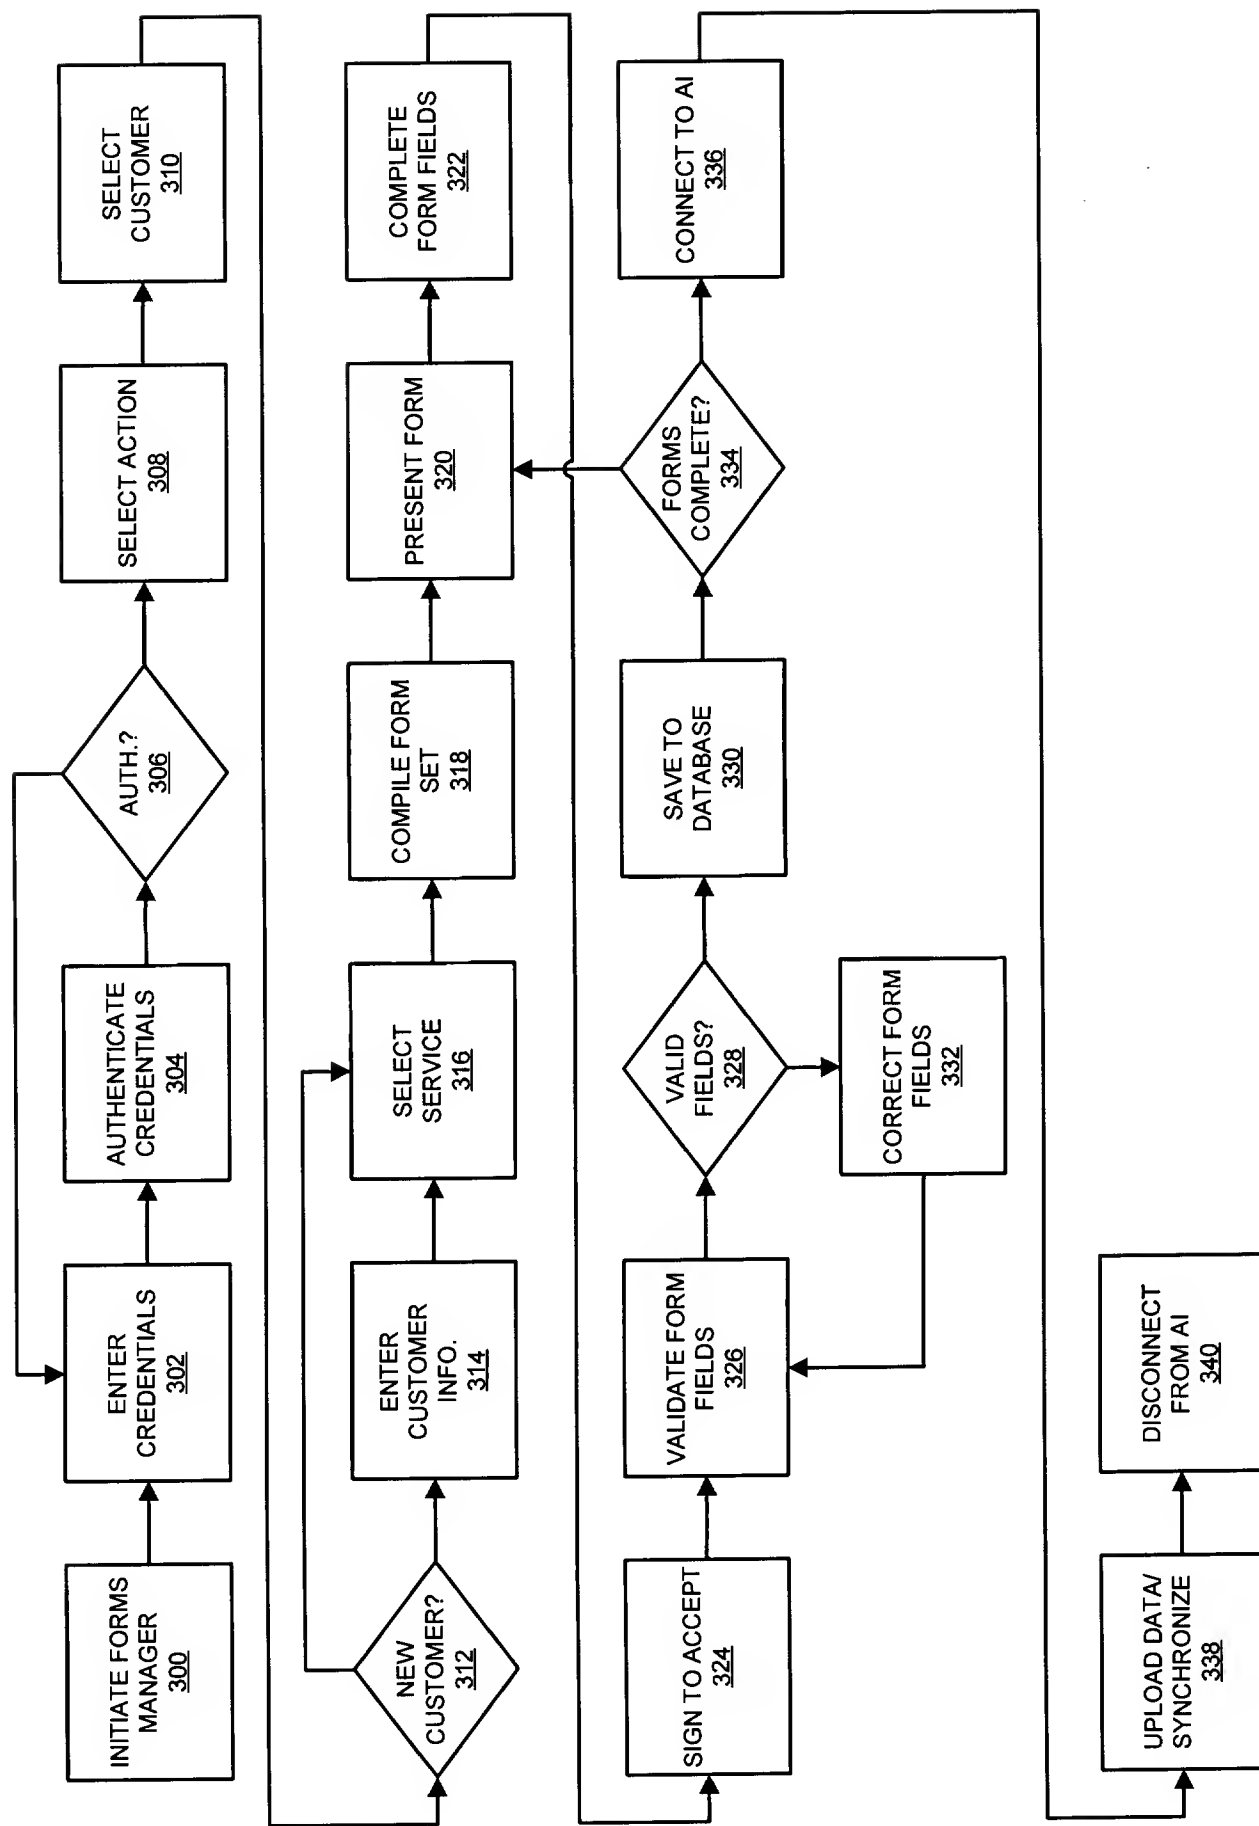 INITIATE FORMS
MANAGER
300
ENTER
CREDENTIALS
302
AUTHENTICATE
CREDENTIALS
304
AUTH.?
306
SELECT ACTION
308
SELECT
CUSTOMER
310
NEW
CUSTOMER?
312
ENTER
CUSTOMER
INFO.
314
SELECT
SERVICE
316
COMPILE FORM
SET
318
PRESENT FORM
320
COMPLETE
FORM FIELDS
322
SIGN TO ACCEPT
324
VALIDATE FORM
FIELDS
326
VALID
FIELDS?
328
SAVE TO
DATABASE
330
CORRECT FORM
FIELDS
332
FORMS
COMPLETE?
334
CONNECT TO AI
336
UPLOAD DATA/
SYNCHRONIZE
338
DISCONNECT
FROM AI
340